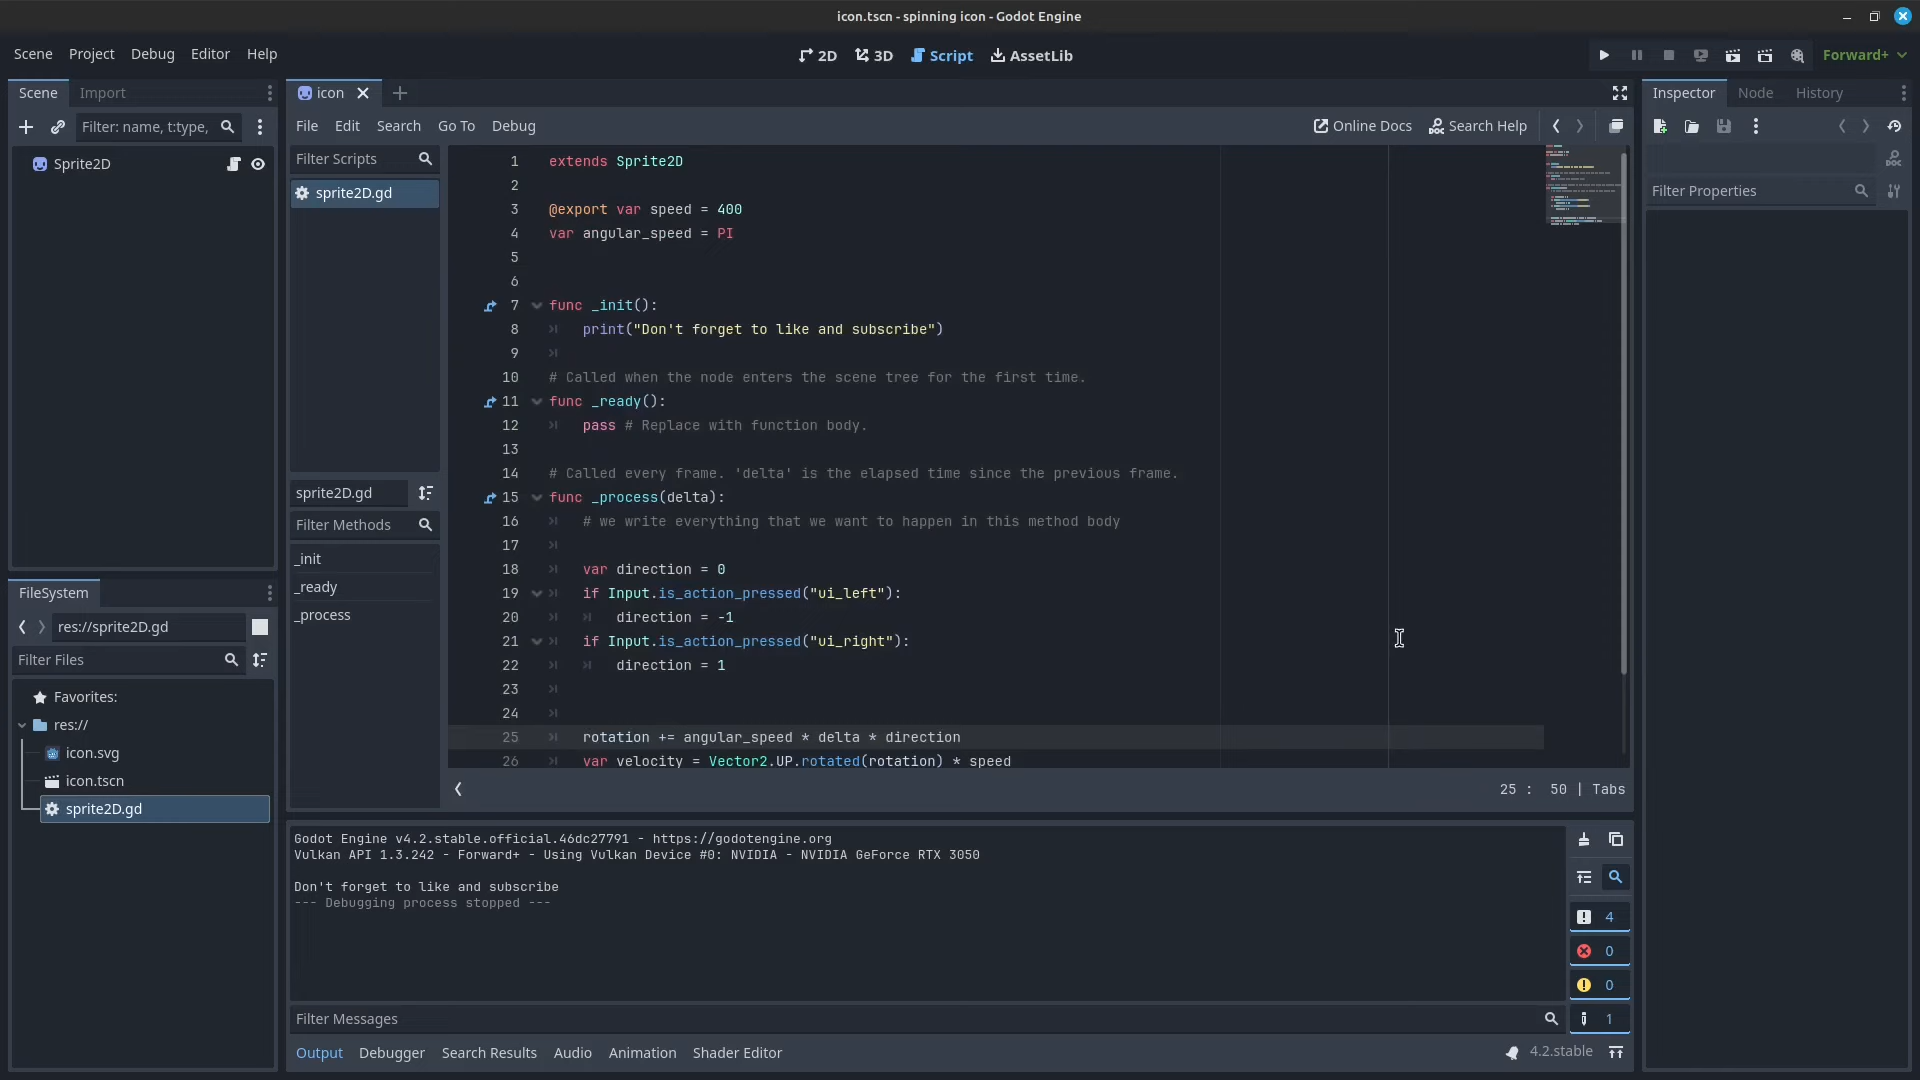 icon.tscn - spinning icon - Godot Engine
Scene Project Debug Editor Help
2D 3D Script AssetLib
Forward+
Scene Import
Filter: name, t:type,
Sprite2D
FileSystem
res://sprite2D.gd
Filter Files
Favorites:
res://
icon.svg
icon.tscn
sprite2D.gd
icon
File Edit Search Go To Debug
Online Docs Search Help
Filter Scripts
sprite2D.gd
sprite2D.gd
Filter Methods
_init
_ready
_process
1 extends Sprite2D
2
3 @export var speed = 400
4 var angular_speed = PI
5
6
7 func _init():
8 print("Don't forget to like and subscribe")
9
10 # Called when the node enters the scene tree for the first time.
11 func _ready():
12 pass # Replace with function body.
13
14 # Called every frame. 'delta' is the elapsed time since the previous frame.
15 func _process(delta):
16 # we write everything that we want to happen in this method body
17
18 var direction = 0
19 if Input.is_action_pressed("ui_left"):
20 direction = -1
21 if Input.is_action_pressed("ui_right"):
22 direction = 1
23
24
25 rotation += angular_speed * delta * direction
26 var velocity = Vector2.UP.rotated(rotation) * speed
25 : 50 | Tabs
Godot Engine v4.2.stable.official.46dc27791 - https://godotengine.org
Vulkan API 1.3.242 - Forward+ - Using Vulkan Device #0: NVIDIA - NVIDIA GeForce RTX 3050
Don't forget to like and subscribe
--- Debugging process stopped ---
4
0
0
1
Filter Messages
Output Debugger Search Results Audio Animation Shader Editor
4.2.stable
Inspector Node History
Filter Properties